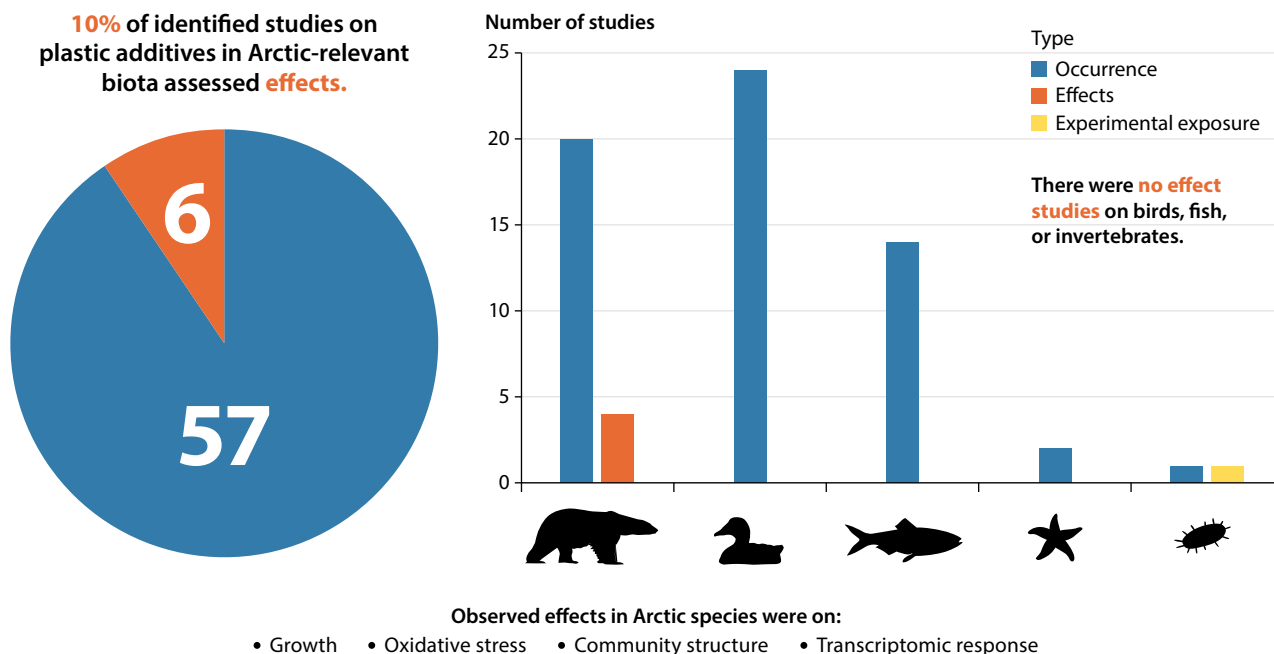 10% of identified studies on
plastic additives in Arctic-relevant
biota assessed effects.
6
57
Number of studies
25
20
15
10
5
0
Type
Occurrence
Effects
Experimental exposure
There were no effect
studies on birds, fish,
or invertebrates.
Observed effects in Arctic species were on:
• Growth • Oxidative stress • Community structure • Transcriptomic response